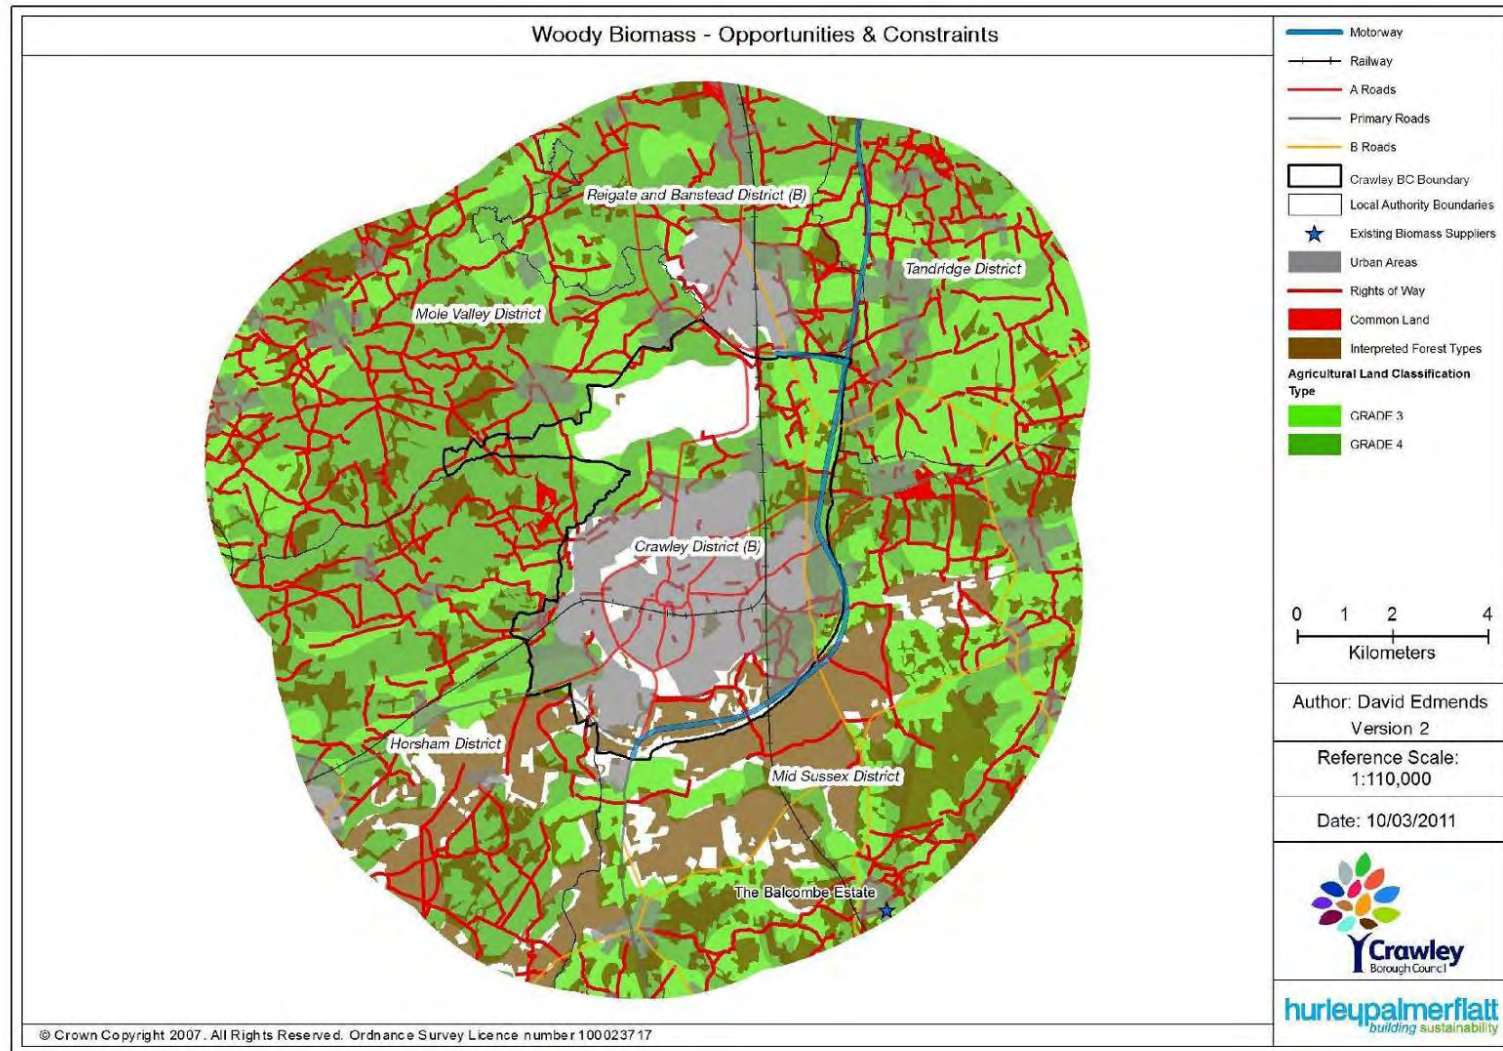 Woody Biomass - Opportunities & Constraints
Reigate and Banstead District (B)
Tandridge District
Mole Valley District
Crawley District (B)
Horsham District
Mid Sussex District
The Balcombe Estate
Motorway
Railway
A Roads
Primary Roads
B Roads
Crawley BC Boundary
Local Authority Boundaries
Existing Biomass Suppliers
Urban Areas
Rights of Way
Common Land
Interpreted Forest Types
Agricultural Land Classification
Type
GRADE 3
GRADE 4
0 1 2 4
Kilometers
Author: David Edmends
Version 2
Reference Scale:
1:110,000
Date: 10/03/2011
Crawley
Borough Council
hurleypalmerflatt
building sustainability
© Crown Copyright 2007. All Rights Reserved. Ordnance Survey Licence number 100023717